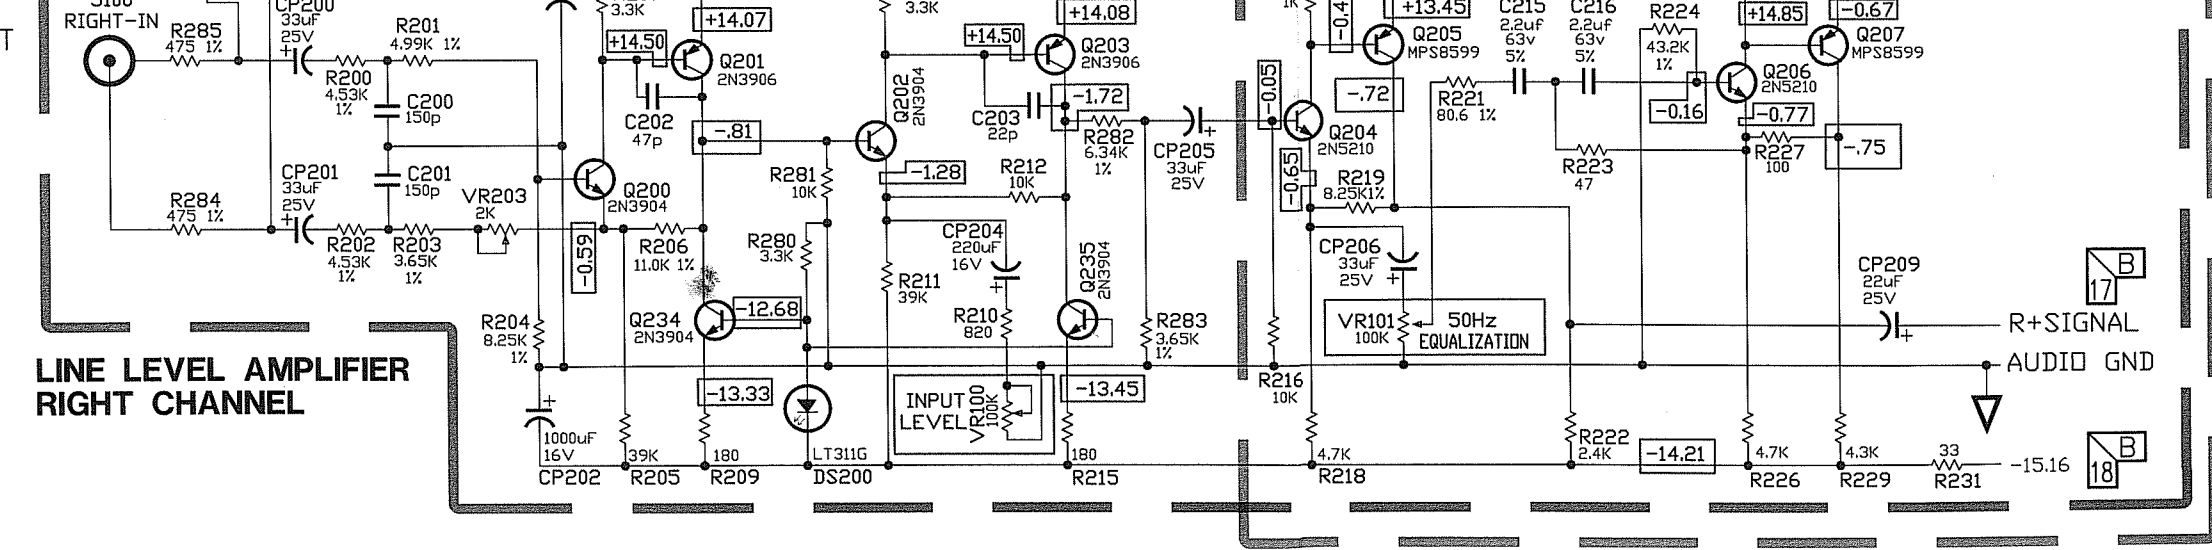 RIGHT-IN
R285
475 1%
CP200
33uF
25V
+
R200
4.53K
1%
R201
4.99K 1%
C200
150p
C201
150p
R284
475 1%
CP201
33uF
25V
+
R202
4.53K
1%
R203
3.65K
1%
VR203
2K
3.3K
+14.50
+14.07
Q201
2N3906
C202
47p
-.81
Q200
2N3904
-0.59
R206
11.0K 1%
R204
8.25K
1%
Q234
2N3904
-12.68
-13.33
+
1000uF
16V
CP202
39K
R205
180
R209
LT311G
DS200
R281
10K
R280
3.3K
3.3K
Q202
2N3904
-1.28
+14.50
+14.08
Q203
2N3906
C203
22p
-1.72
R282
6.34K
1%
R212
10K
CP204
220uF
16V
+
R211
39K
R210
820
Q235
2N3904
INPUT
LEVEL
VR100
100K
-13.45
180
R215
R283
3.65K
1%
CP205
33uF
25V
+
-0.05
1K
-0.4
+13.45
Q205
MPS8599
-.72
Q204
2N5210
-0.65
R219
8.25K1%
CP206
33uF
25V
+
VR101
100K
50Hz
EQUALIZATION
R216
10K
4.7K
R218
R221
80.6 1%
C215
2.2uf
63v
5%
C216
2.2uf
63v
5%
R223
47
R224
43.2K
1%
-0.16
+14.85
-0.67
Q206
2N5210
Q207
MPS8599
-0.77
R227
100
-.75
R222
2.4K
-14.21
4.7K
R226
4.3K
R229
33
R231
-15.16
CP209
22uF
25V
+
R+SIGNAL
AUDIO GND
B
17
B
18
LINE LEVEL AMPLIFIER
RIGHT CHANNEL